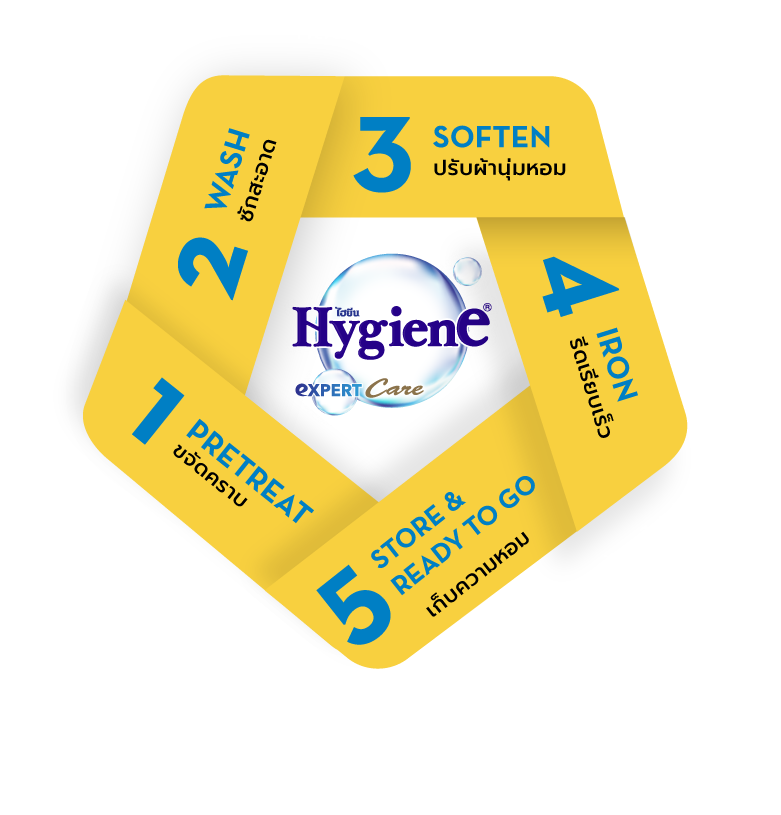 1
PRETREAT
ขจัดคราบ
2
WASH
ซักสะอาด
3
SOFTEN
ปรับผ้านุ่มหอม
4
IRON
รีดเรียบเร็ว
5
STORE &
READY TO GO
เก็บความหอม
ไฮยีน
Hygiene®
EXPERT Care